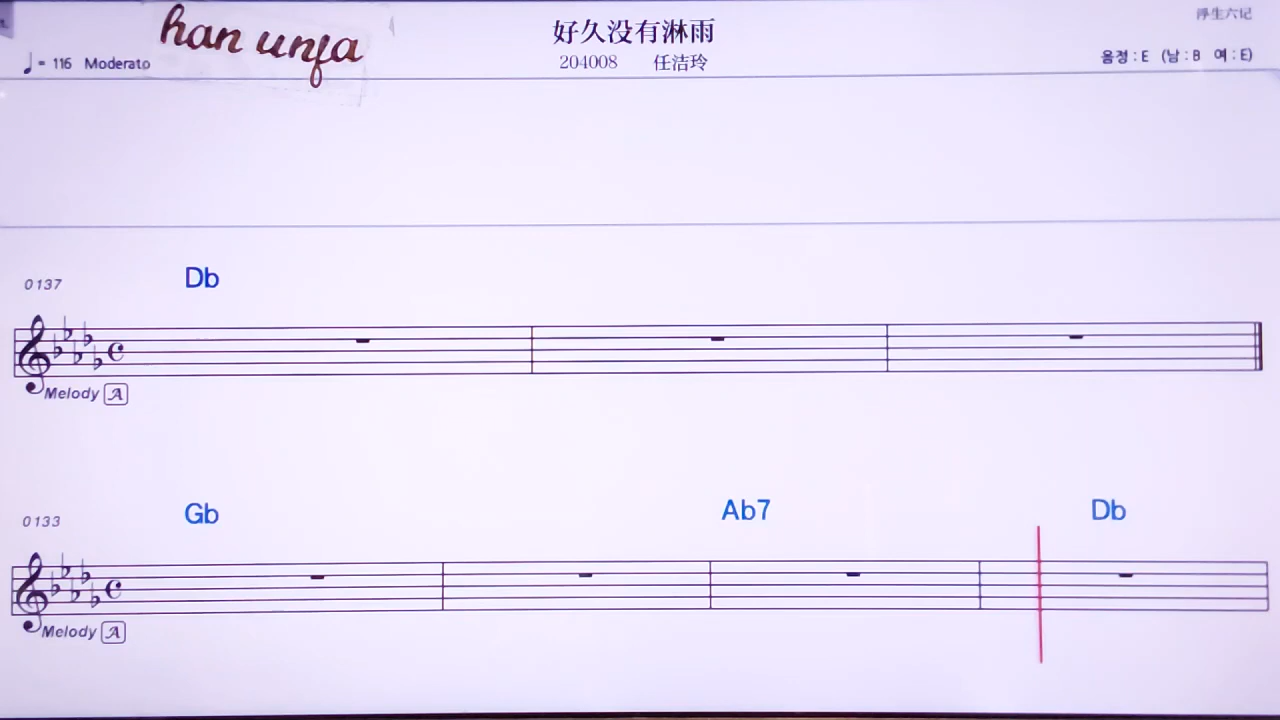 han unfa
好久没有淋雨
浮生六记
♩= 116 Moderato
204008 任洁玲
음정 : E (남 : B 여 : E)
0137
Db
Melody A
0133
Gb Ab7 Db
Melody A